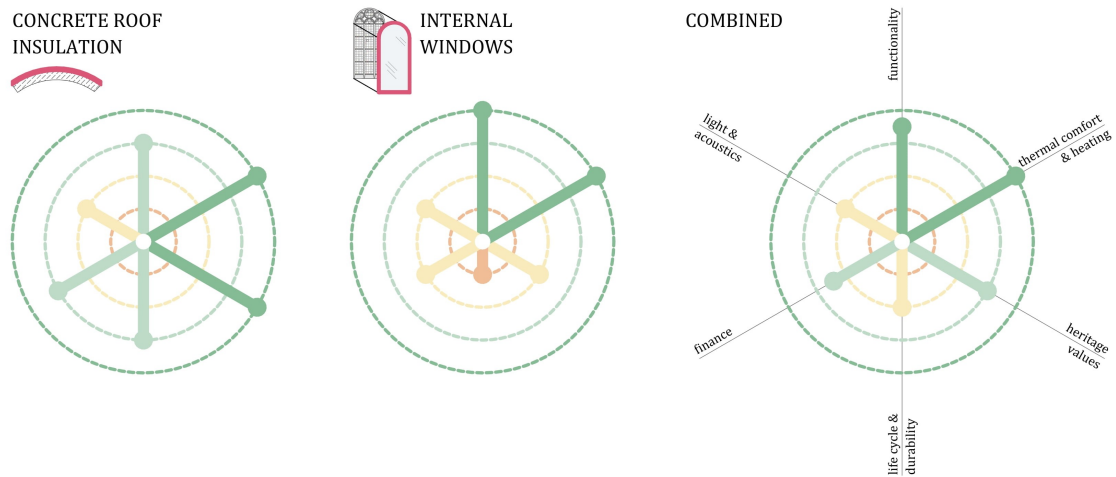 CONCRETE ROOF
INSULATION
INTERNAL
WINDOWS
COMBINED
functionality
light &
acoustics
thermal comfort
& heating
finance
heritage
values
life cycle &
durability